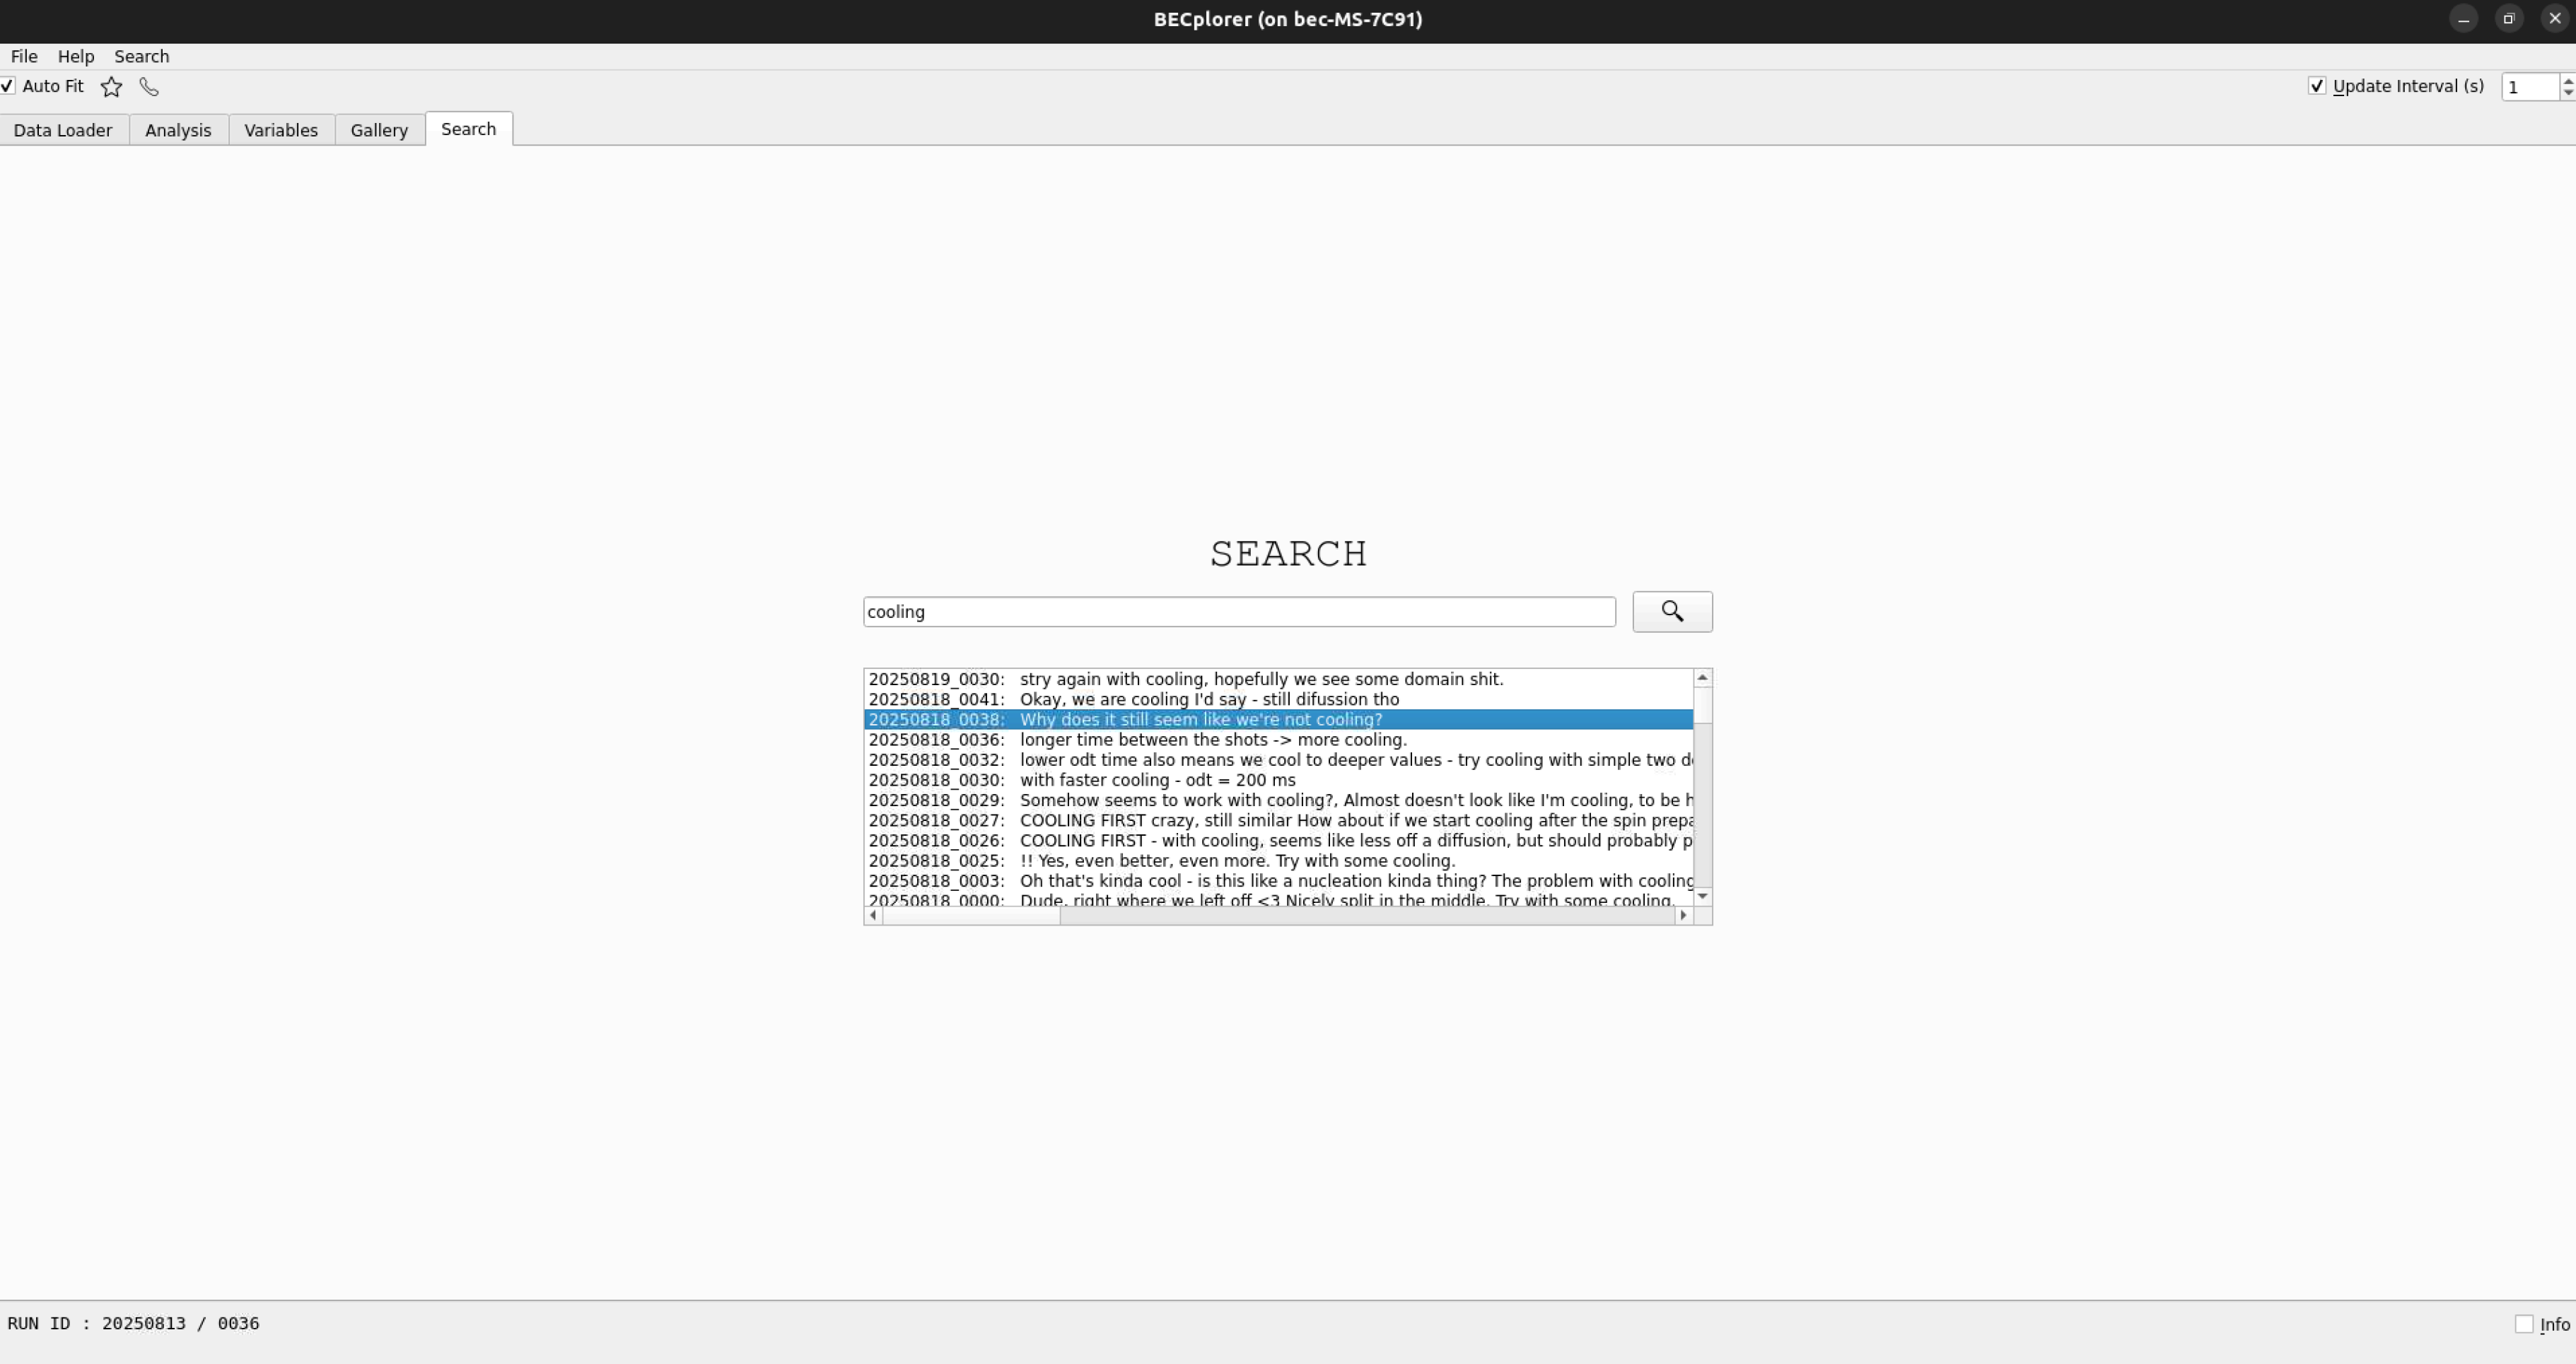 BECplorer (on bec-MS-7C91)
File Help Search
Auto Fit Update Interval (s) 1
Data Loader Analysis Variables Gallery Search
SEARCH
cooling
20250819_0030: stry again with cooling, hopefully we see some domain shit.
20250818_0041: Okay, we are cooling I'd say - still difussion tho
20250818_0038: Why does it still seem like we're not cooling?
20250818_0036: longer time between the shots -> more cooling.
20250818_0032: lower odt time also means we cool to deeper values - try cooling with simple two
20250818_0030: with faster cooling - odt = 200 ms
20250818_0029: Somehow seems to work with cooling?, Almost doesn't look like I'm cooling, to be
20250818_0027: COOLING FIRST crazy, still similar How about if we start cooling after the spin
20250818_0026: COOLING FIRST - with cooling, seems like less off a diffusion, but should probably
20250818_0025: !! Yes, even better, even more. Try with some cooling.
20250818_0003: Oh that's kinda cool - is this like a nucleation kinda thing? The problem with cooling
20250818_0000: Dude, right where we left off <3 Nicely split in the middle. Try with some cooling.
RUN ID : 20250813 / 0036 Info